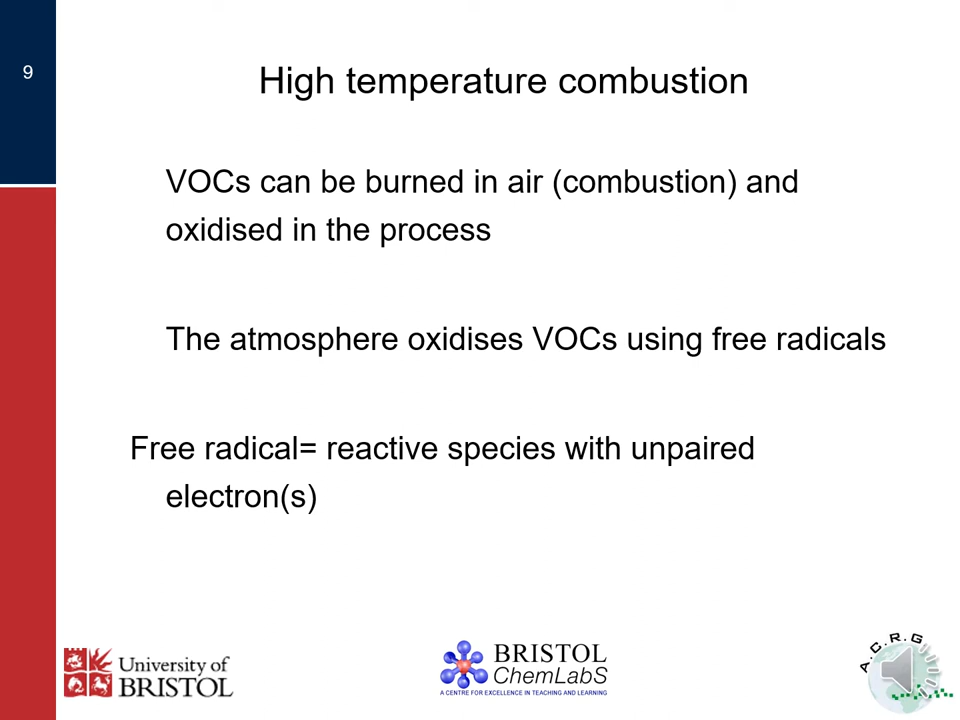 9
High temperature combustion
VOCs can be burned in air (combustion) and
oxidised in the process
The atmosphere oxidises VOCs using free radicals
Free radical= reactive species with unpaired
electron(s)
University of
BRISTOL
BRISTOL
ChemLabS
A CENTRE FOR EXCELLENCE IN TEACHING AND LEARNING
A.C.R.G